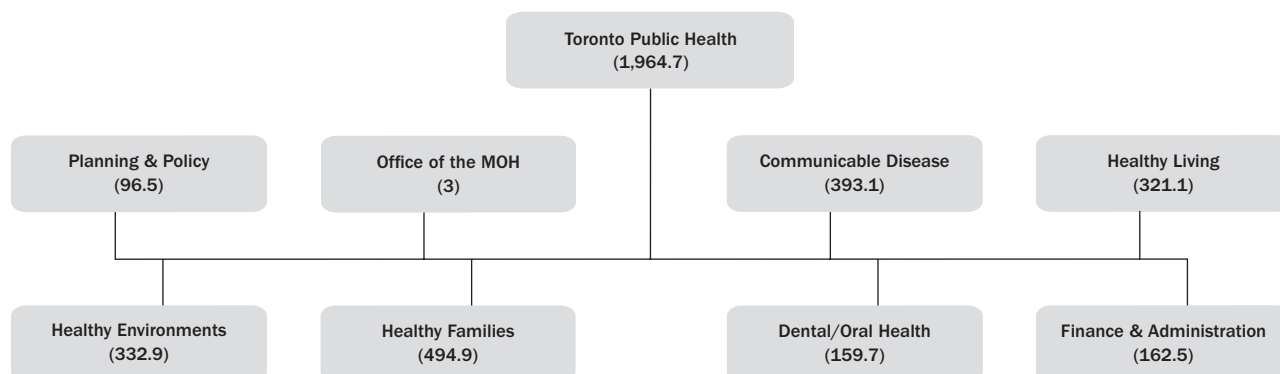 Toronto Public Health
(1,964.7)
Planning & Policy
(96.5)
Office of the MOH
(3)
Communicable Disease
(393.1)
Healthy Living
(321.1)
Healthy Environments
(332.9)
Healthy Families
(494.9)
Dental/Oral Health
(159.7)
Finance & Administration
(162.5)